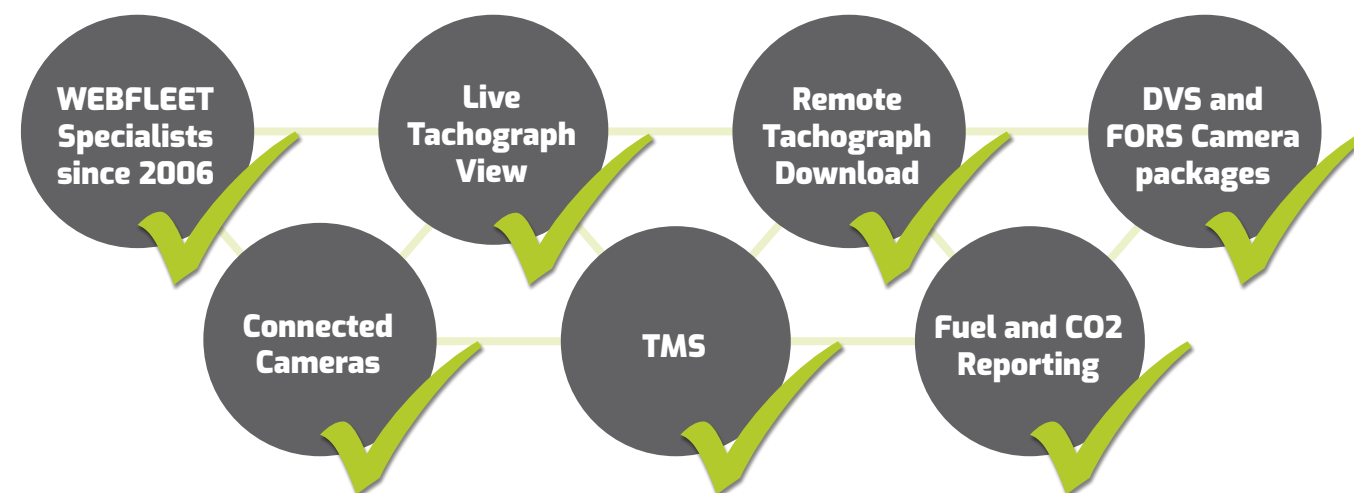 WEBFLEET
Specialists
since 2006
Live
Tachograph
View
Remote
Tachograph
Download
DVS and
FORS Camera
packages
Connected
Cameras
TMS
Fuel and CO2
Reporting